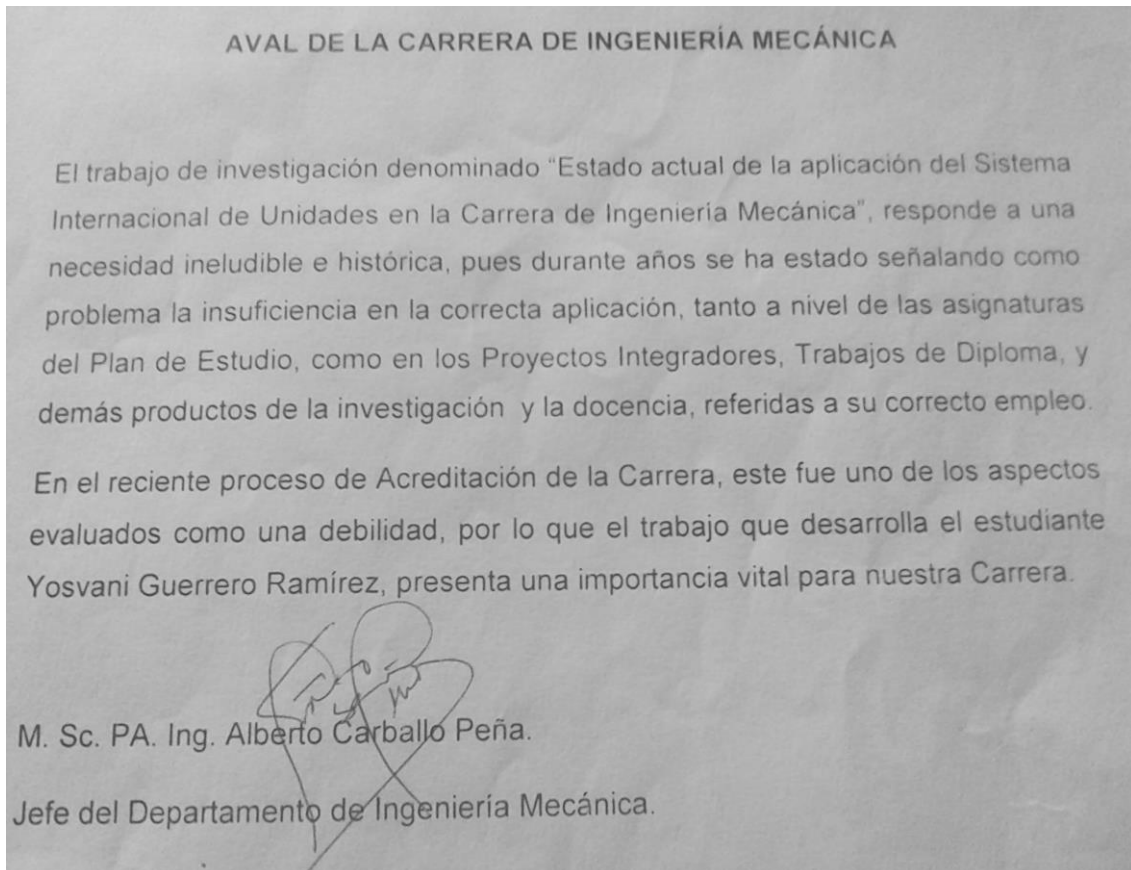 AVAL DE LA CARRERA DE INGENIERÍA MECÁNICA
El trabajo de investigación denominado “Estado actual de la aplicación del Sistema
Internacional de Unidades en la Carrera de Ingeniería Mecánica”, responde a una
necesidad ineludible e histórica, pues durante años se ha estado señalando como
problema la insuficiencia en la correcta aplicación, tanto a nivel de las asignaturas
del Plan de Estudio, como en los Proyectos Integradores, Trabajos de Diploma, y
demás productos de la investigación y la docencia, referidas a su correcto empleo.
En el reciente proceso de Acreditación de la Carrera, este fue uno de los aspectos
evaluados como una debilidad, por lo que el trabajo que desarrolla el estudiante
Yosvani Guerrero Ramírez, presenta una importancia vital para nuestra Carrera.
M. Sc. PA. Ing. Alberto Carballo Peña.
Jefe del Departamento de Ingeniería Mecánica.